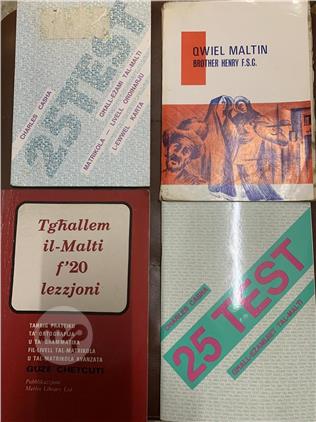 CHARLES CASHA
25 TEST
GĦALL-EŻAMI TAL-MALTI
MATRIKOLA — LIVELL ORDINARJU
L-EWWEL KARTA
QWIEL MALTIN
BROTHER HENRY F.S.C.
Tgħallem
il-Malti
f'20
lezzjoni
TAĦRIĠ PRATTIKU
TA' ORTOGRAFIJA
U TA' GRAMMATIKA
FIL-LIVELL TAL-MATRIKOLA
U TAL-MATRIKOLA AVANZATA
ĠUŻÈ CHETCUTI
Pubblikazzjoni
Merlin Library Ltd
CHARLES CASHA
25 TEST
GĦALL-EŻAMIJIET TAL-MALTI